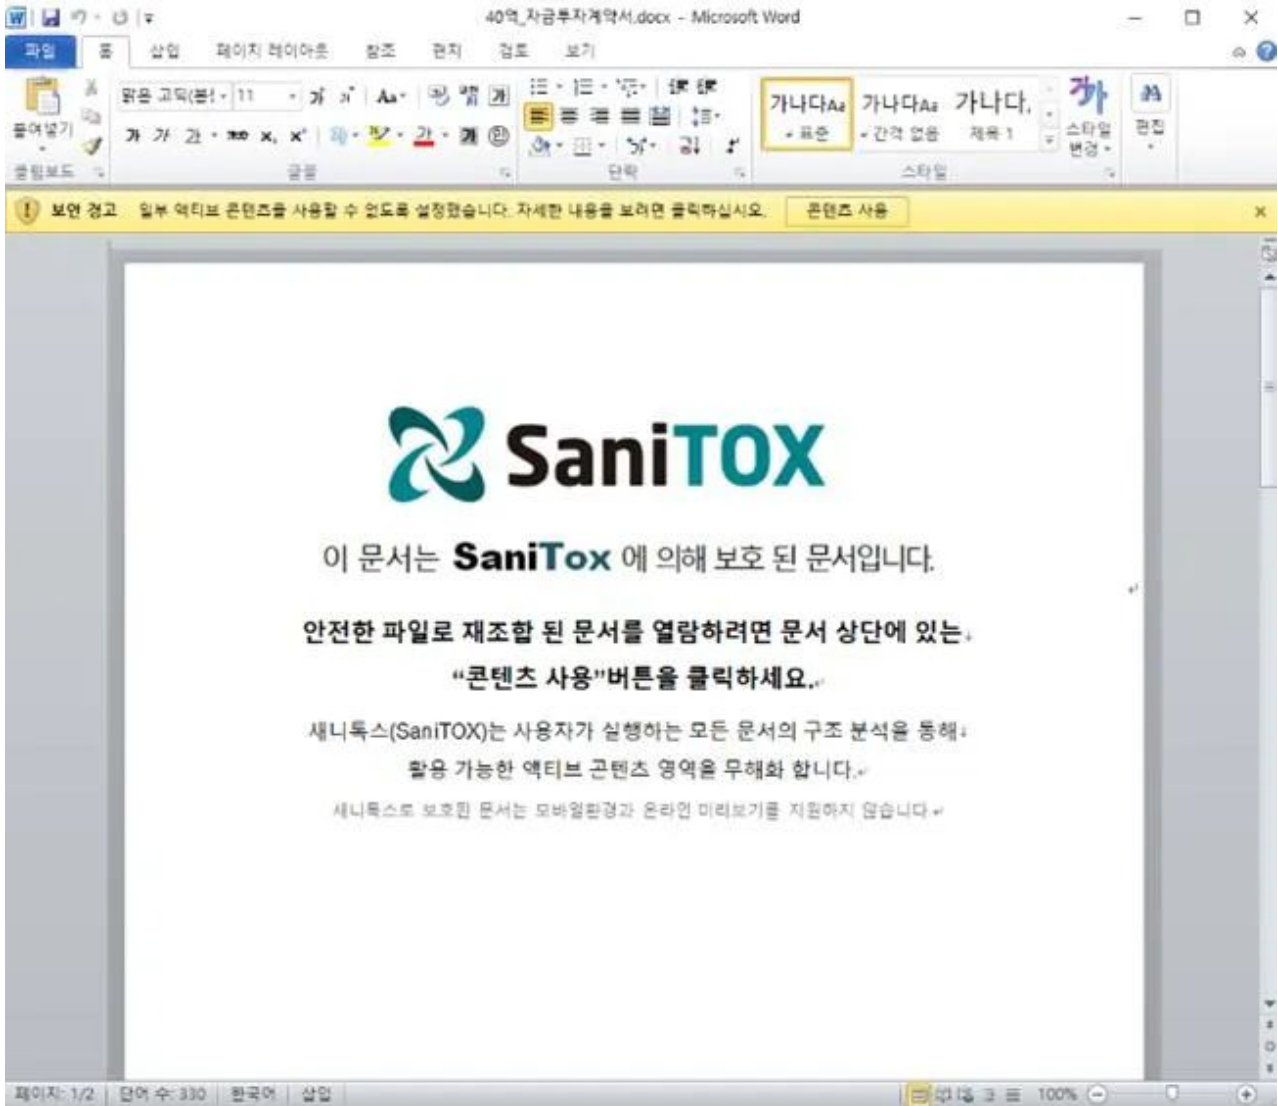 40억_자금투자계약서.docx - Microsoft Word
파일 홈 삽입 페이지 레이아웃 참조 편지 검토 보기
붙여넣기
맑은 고딕(본 11
가나다Aa 가나다Aa 가나다
표준 간격 없음 제목 1
스타일 변경
편집
클립보드 글꼴 단락 스타일
보안 경고 일부 액티브 콘텐츠를 사용할 수 없도록 설정했습니다. 자세한 내용을 보려면 클릭하십시오. 콘텐츠 사용
SaniTOX
이 문서는 SaniTox 에 의해 보호 된 문서입니다.
안전한 파일로 재조합 된 문서를 열람하려면 문서 상단에 있는
“콘텐츠 사용”버튼을 클릭하세요.
새니톡스(SaniTOX)는 사용자가 실행하는 모든 문서의 구조 분석을 통해
활용 가능한 액티브 콘텐츠 영역을 무해화 합니다.
새니톡스로 보호된 문서는 모바일환경과 온라인 미리보기를 지원하지 않습니다
페이지: 1/2 단어 수: 330 한국어 삽입 100%